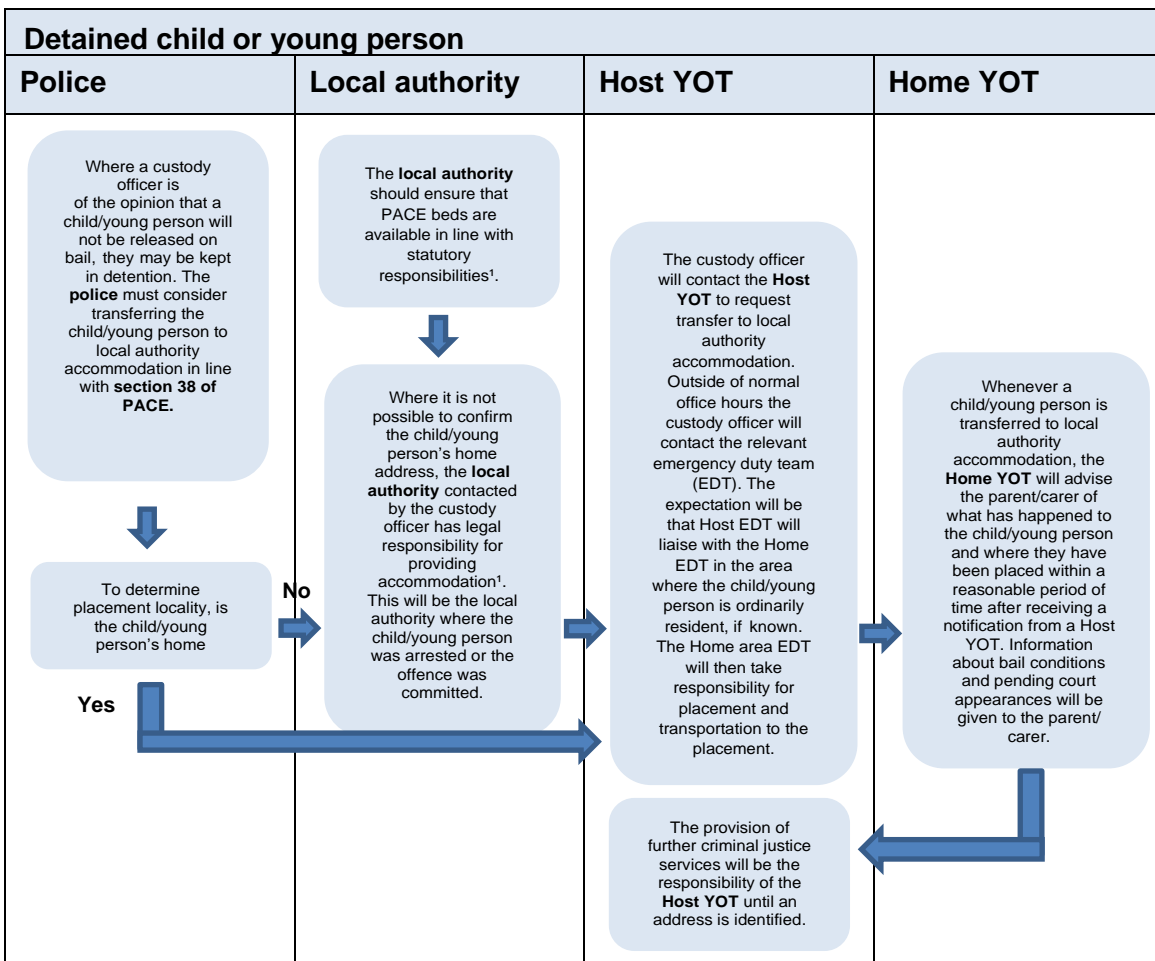 Detained child or young person
Police
Local authority
Host YOT
Home YOT
Where a custody
officer is
of the opinion that a
child/young person will
not be released on
bail, they may be kept
in detention. The
police must consider
transferring the
child/young person to
local authority
accommodation in line
with section 38 of
PACE.
To determine
placement locality, is
the child/young
person's home
No
Yes
The local authority
should ensure that
PACE beds are
available in line with
statutory
responsibilities¹.
Where it is not
possible to confirm
the child/young
person's home
address, the local
authority contacted
by the custody
officer has legal
responsibility for
providing
accommodation¹.
This will be the local
authority where the
child/young person
was arrested or the
offence was
committed.
The custody officer
will contact the Host
YOT to request
transfer to local
authority
accommodation.
Outside of normal
office hours the
custody officer will
contact the relevant
emergency duty team
(EDT). The
expectation will be
that Host EDT will
liaise with the Home
EDT in the area
where the child/young
person is ordinarily
resident, if known.
The Home area EDT
will then take
responsibility for
placement and
transportation to the
placement.
The provision of
further criminal justice
services will be the
responsibility of the
Host YOT until an
address is identified.
Whenever a
child/young person is
transferred to local
authority
accommodation, the
Home YOT will advise
the parent/carer of
what has happened to
the child/young person
and where they have
been placed within a
reasonable period of
time after receiving a
notification from a Host
YOT. Information
about bail conditions
and pending court
appearances will be
given to the parent/
carer.